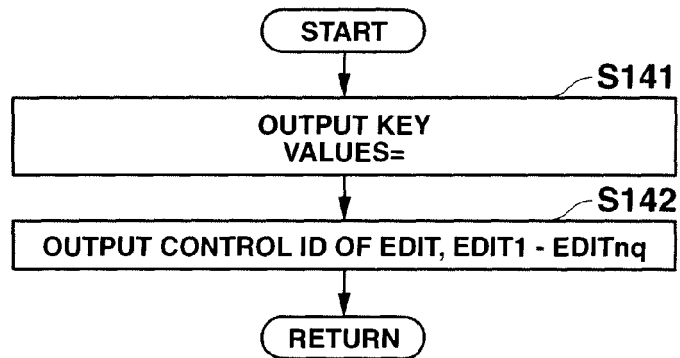 START
S141
OUTPUT KEY
VALUES=
S142
OUTPUT CONTROL ID OF EDIT, EDIT1 - EDITnq
RETURN